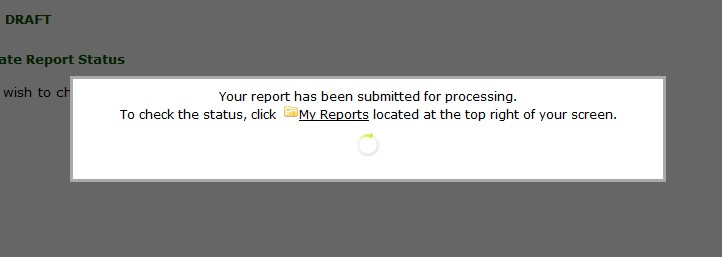 DRAFT
ate Report Status
wish to ch
Your report has been submitted for processing.
To check the status, click My Reports located at the top right of your screen.